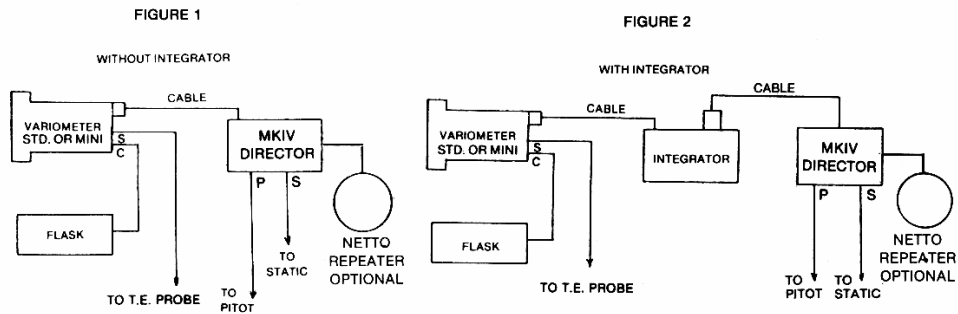 FIGURE 1
WITHOUT INTEGRATOR
CABLE
VARIOMETER
STD. OR MINI
S
C
MKIV
DIRECTOR
P S
FLASK
TO
STATIC
NETTO
REPEATER
OPTIONAL
TO T.E. PROBE
TO
PITOT
FIGURE 2
WITH INTEGRATOR
CABLE
CABLE
VARIOMETER
STD. OR MINI
S
C
INTEGRATOR
MKIV
DIRECTOR
P S
FLASK
TO T.E. PROBE
TO
PITOT
TO
STATIC
NETTO
REPEATER
OPTIONAL